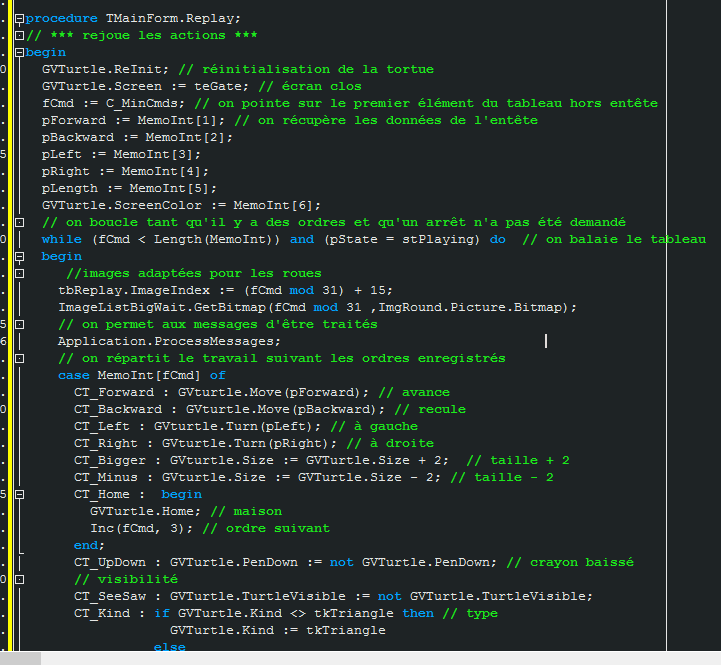 procedure TMainForm.Replay;
// *** rejoue les actions ***
begin
GVTurtle.ReInit; // réinitialisation de la tortue
GVTurtle.Screen := teGate; // écran clos
fCmd := C_MinCmds; // on pointe sur le premier élément du tableau hors entête
pForward := MemoInt[1]; // on récupère les données de l'entête
pBackward := MemoInt[2];
pLeft := MemoInt[3];
pRight := MemoInt[4];
pLength := MemoInt[5];
GVTurtle.ScreenColor := MemoInt[6];
// on boucle tant qu'il y a des ordres et qu'un arrêt n'a pas été demandé
while (fCmd < Length(MemoInt)) and (pState = stPlaying) do // on balaie le tableau
begin
//images adaptées pour les roues
tbReplay.ImageIndex := (fCmd mod 31) + 15;
ImageListBigWait.GetBitmap(fCmd mod 31 ,ImgRound.Picture.Bitmap);
// on permet aux messages d'être traités
Application.ProcessMessages;
// on répartit le travail suivant les ordres enregistrés
case MemoInt[fCmd] of
CT_Forward : GVturtle.Move(pForward); // avance
CT_Backward : GVturtle.Move(pBackward); // recule
CT_Left : GVturtle.Turn(pLeft); // à gauche
CT_Right : GVturtle.Turn(pRight); // à droite
CT_Bigger : GVturtle.Size := GVTurtle.Size + 2; // taille + 2
CT_Minus : GVturtle.Size := GVTurtle.Size - 2; // taille - 2
CT_Home : begin
GVTurtle.Home; // maison
Inc(fCmd, 3); // ordre suivant
end;
CT_UpDown : GVTurtle.PenDown := not GVTurtle.PenDown; // crayon baissé
// visibilité
CT_SeeSaw : GVTurtle.TurtleVisible := not GVTurtle.TurtleVisible;
CT_Kind : if GVTurtle.Kind <> tkTriangle then // type
GVTurtle.Kind := tkTriangle
else